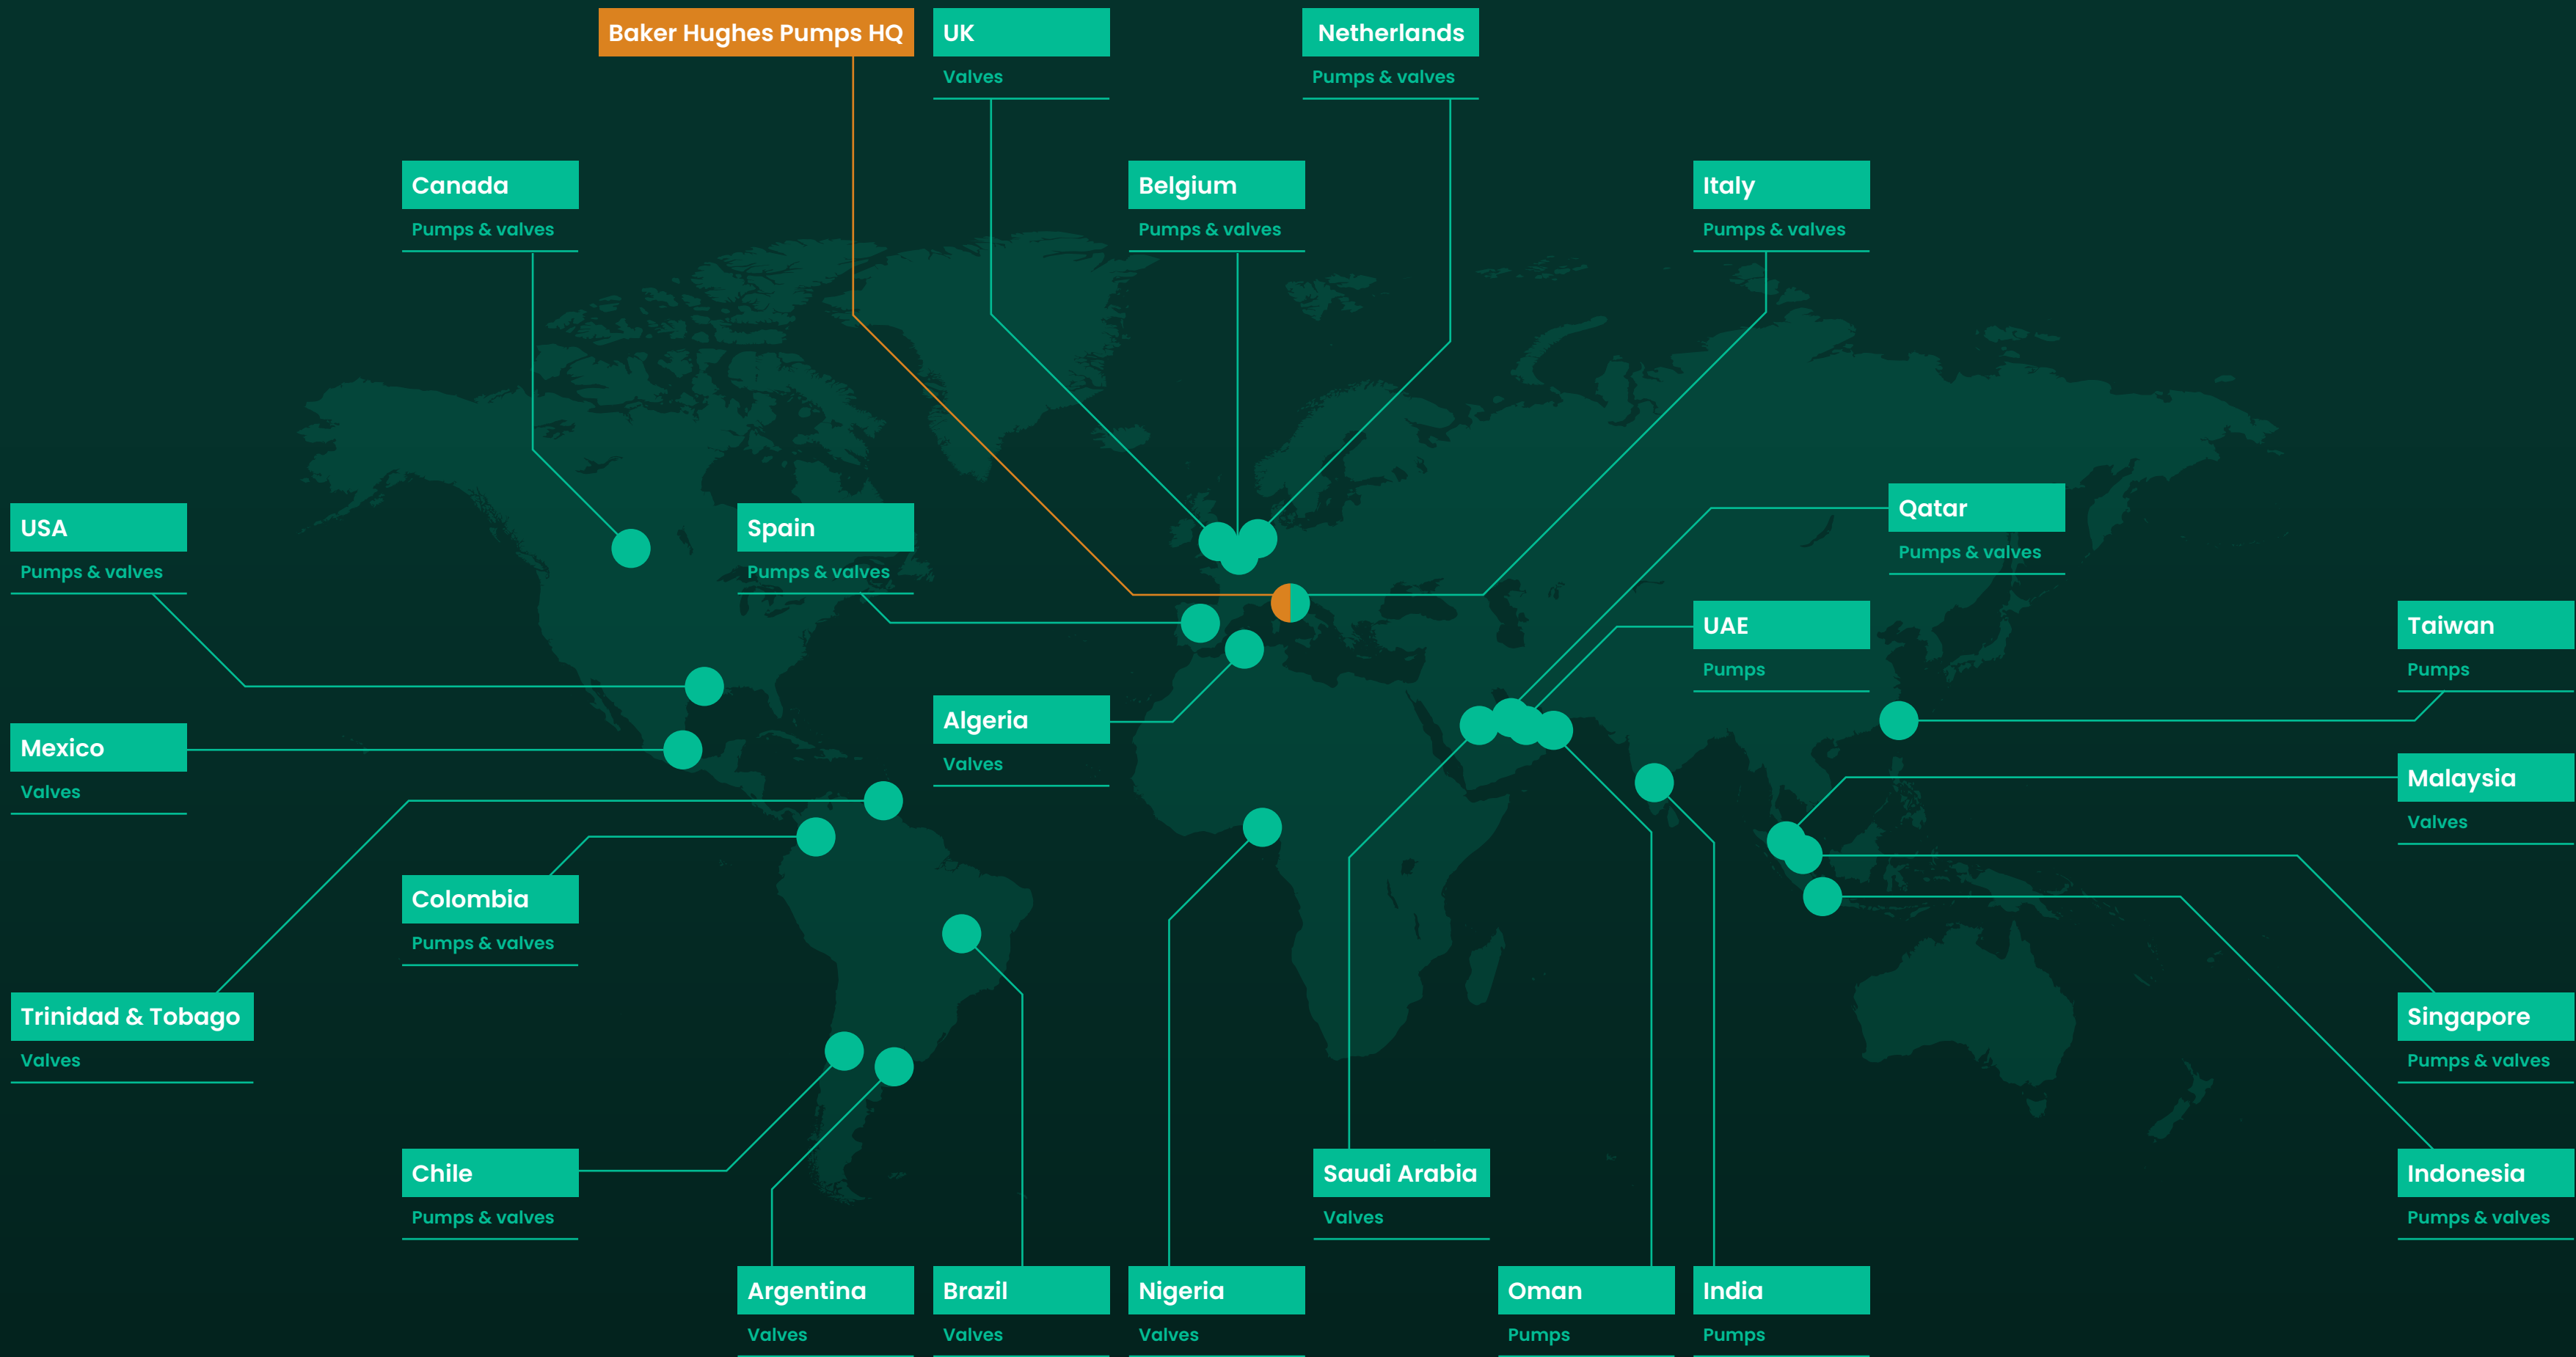 Baker Hughes Pumps HQ
UK
Valves
Netherlands
Pumps & valves
Canada
Pumps & valves
Belgium
Pumps & valves
Italy
Pumps & valves
USA
Pumps & valves
Spain
Pumps & valves
Qatar
Pumps & valves
UAE
Pumps
Taiwan
Pumps
Mexico
Valves
Algeria
Valves
Malaysia
Valves
Colombia
Pumps & valves
Trinidad & Tobago
Valves
Singapore
Pumps & valves
Chile
Pumps & valves
Saudi Arabia
Valves
Indonesia
Pumps & valves
Argentina
Valves
Brazil
Valves
Nigeria
Valves
Oman
Pumps
India
Pumps